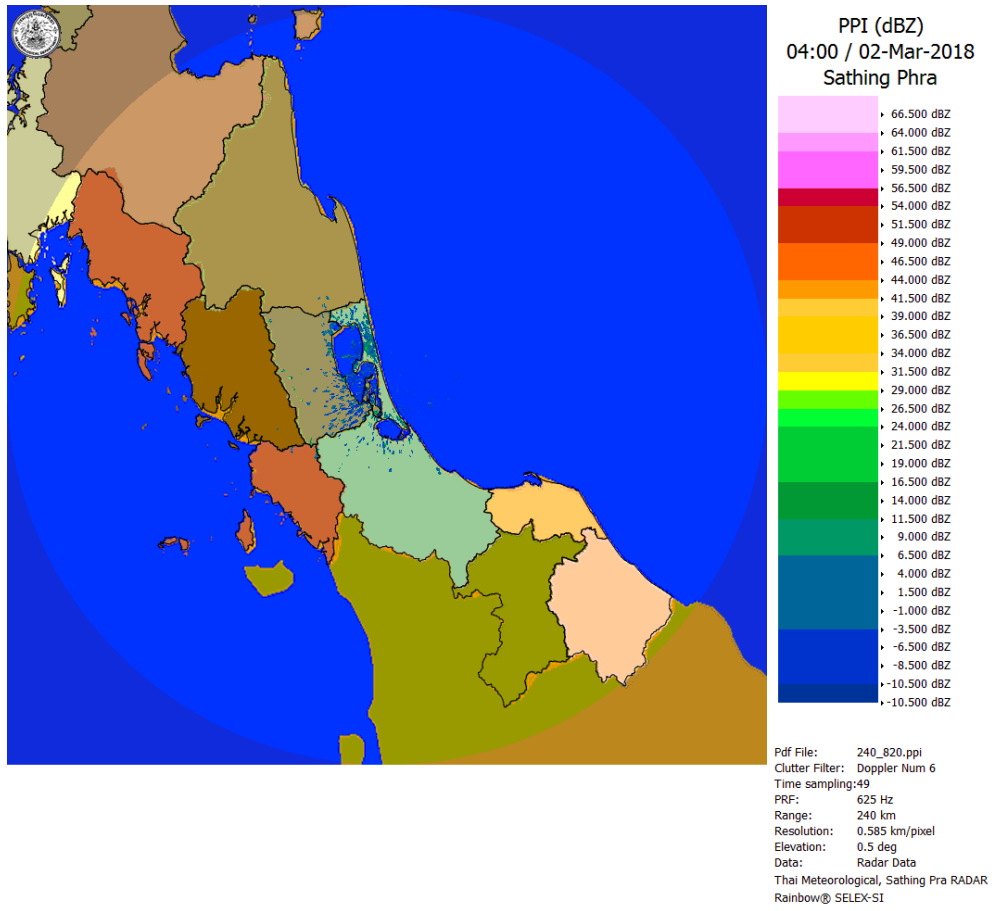 PPI (dBZ)
04:00 / 02-Mar-2018
Sathing Phra
66.500 dBZ
64.000 dBZ
61.500 dBZ
59.500 dBZ
56.500 dBZ
54.000 dBZ
51.500 dBZ
49.000 dBZ
46.500 dBZ
44.000 dBZ
41.500 dBZ
39.000 dBZ
36.500 dBZ
34.000 dBZ
31.500 dBZ
29.000 dBZ
26.500 dBZ
24.000 dBZ
21.500 dBZ
19.000 dBZ
16.500 dBZ
14.000 dBZ
11.500 dBZ
9.000 dBZ
6.500 dBZ
4.000 dBZ
1.500 dBZ
-1.000 dBZ
-3.500 dBZ
-6.500 dBZ
-8.500 dBZ
-10.500 dBZ
-10.500 dBZ
Pdf File: 240_820.ppi
Clutter Filter: Doppler Num 6
Time sampling:49
PRF: 625 Hz
Range: 240 km
Resolution: 0.585 km/pixel
Elevation: 0.5 deg
Data: Radar Data
Thai Meteorological, Sathing Pra RADAR
Rainbow® SELEX-SI